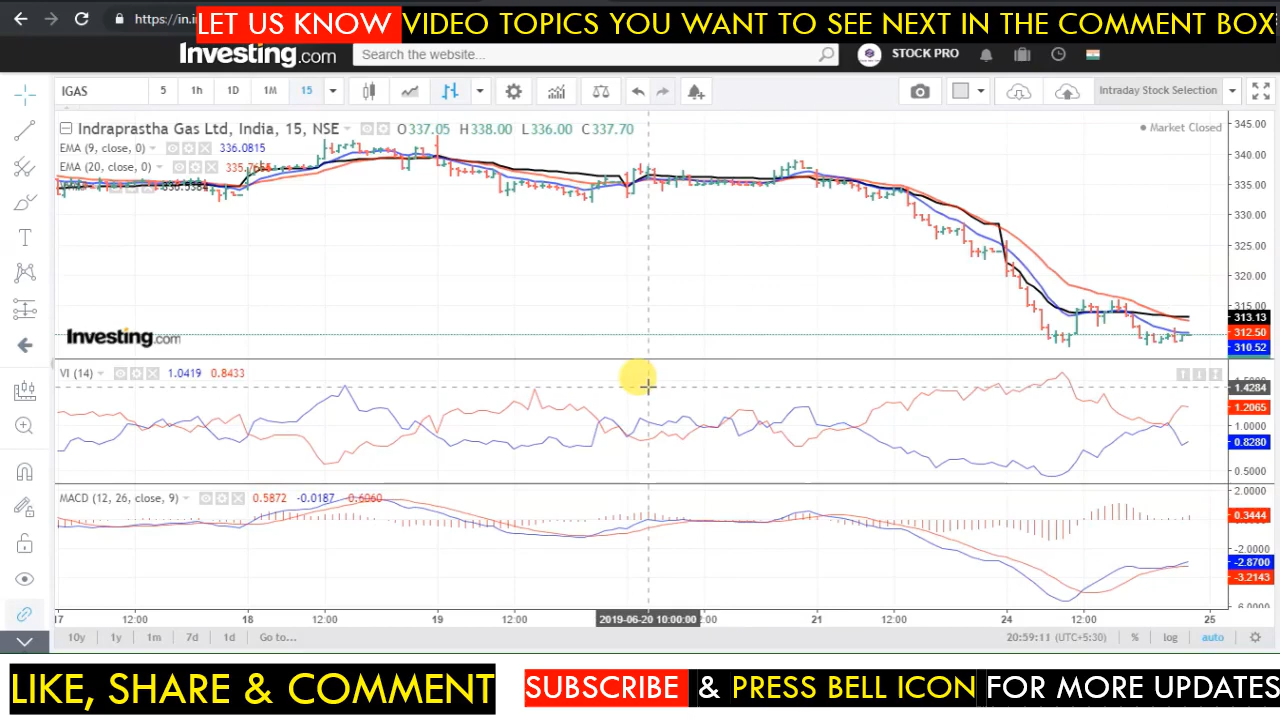 https://in.in
LET US KNOW VIDEO TOPICS YOU WANT TO SEE NEXT IN THE COMMENT BOX
Investing.com
Search the website...
STOCK PRO
IGAS 5 1h 1D 1M 15
Intraday Stock Selection
Indraprastha Gas Ltd, India, 15, NSE O337.05 H338.00 L336.00 C337.70
Market Closed
EMA (9, close, 0) 336.0815
EMA (20, close, 0)
345.00
340.00
335.00
330.00
325.00
320.00
315.00
313.13
312.50
310.52
Investing.com
VI (14) 1.0419 0.8433
1.4284
1.2065
1.0000
0.8280
0.5000
MACD (12, 26, close, 9) 0.5872 -0.0187 0.6060
2.0000
0.3444
-2.0000
-2.8700
-3.2143
17 12:00 18 12:00 19 12:00 2019-06-20 10:00:00 21 12:00 24 12:00 25
10y 1y 1m 7d 1d Go to...
20:59:11 (UTC+5:30) % log auto
LIKE, SHARE & COMMENT
SUBSCRIBE & PRESS BELL ICON FOR MORE UPDATES